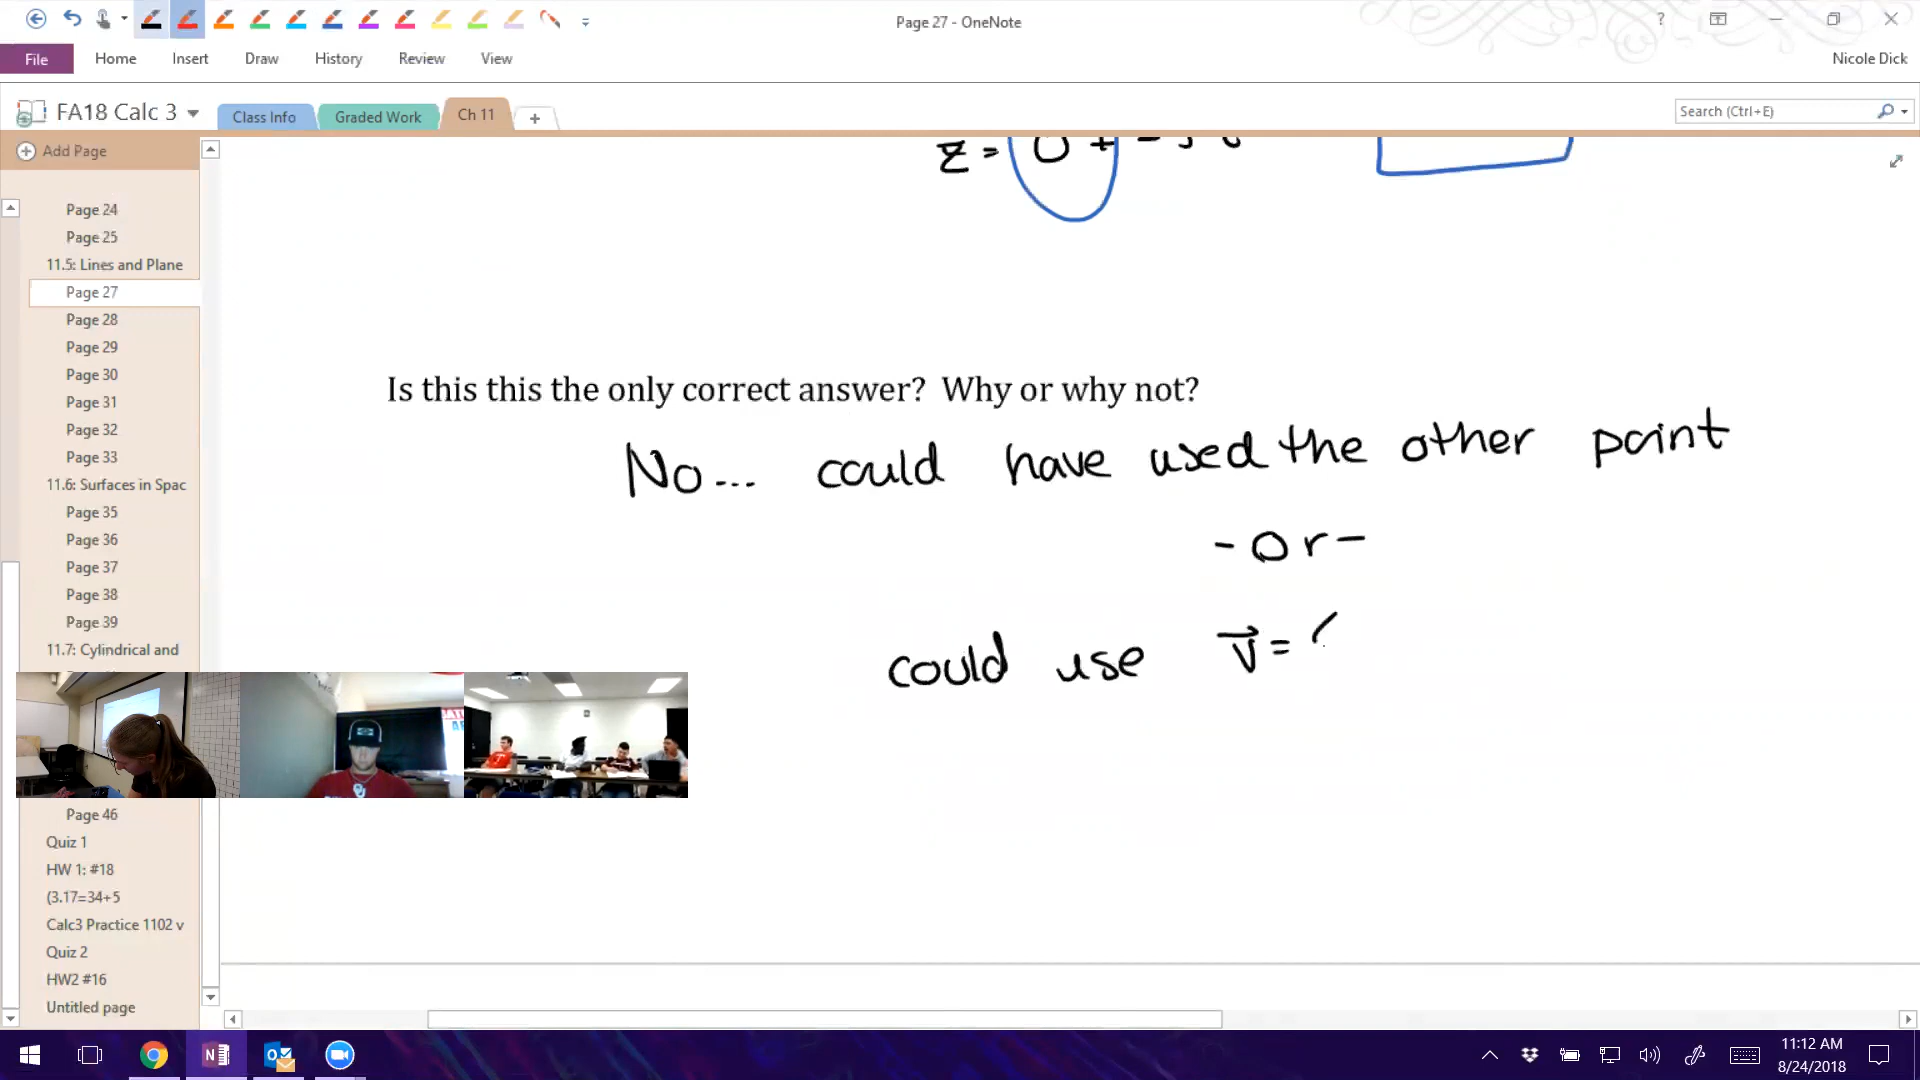 Page 27 - OneNote
?
File
Home
Insert
Draw
History
Review
View
Nicole Dick
FA18 Calc 3
Class Info
Graded Work
Ch 11
+
Search (Ctrl+E)
Add Page
Page 24
Page 25
11.5: Lines and Plane
Page 27
Page 28
Page 29
Page 30
Page 31
Page 32
Page 33
11.6: Surfaces in Spac
Page 35
Page 36
Page 37
Page 38
Page 39
11.7: Cylindrical and
Page 46
Quiz 1
HW 1: #18
(3.17=34+5
Calc3 Practice 1102 v
Quiz 2
HW2 #16
Untitled page
z = 0 +
Is this this the only correct answer? Why or why not?
No... could have used the other point
- or -
could use v⃗ = ⟨
11:12 AM
8/24/2018